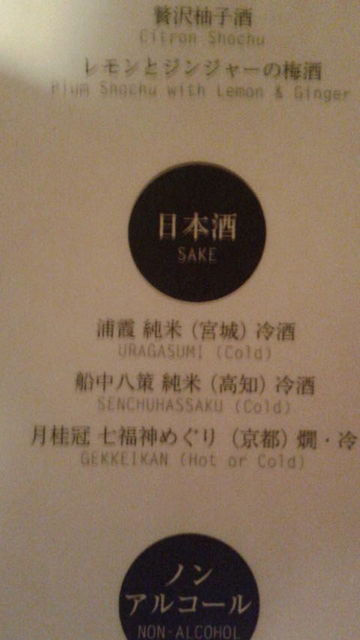 贅沢柚子酒
Citron Shochu
レモンとジンジャーの梅酒
Plum Shochu with Lemon & Ginger
日本酒
SAKE
浦霞 純米（宮城）冷酒
URAGASUMI (Cold)
船中八策 純米（高知）冷酒
SENCHUHASSAKU (Cold)
月桂冠 七福神めぐり（京都）燗・冷
GEKKEIKAN (Hot or Cold)
ノン
アルコール
NON-ALCOHOL